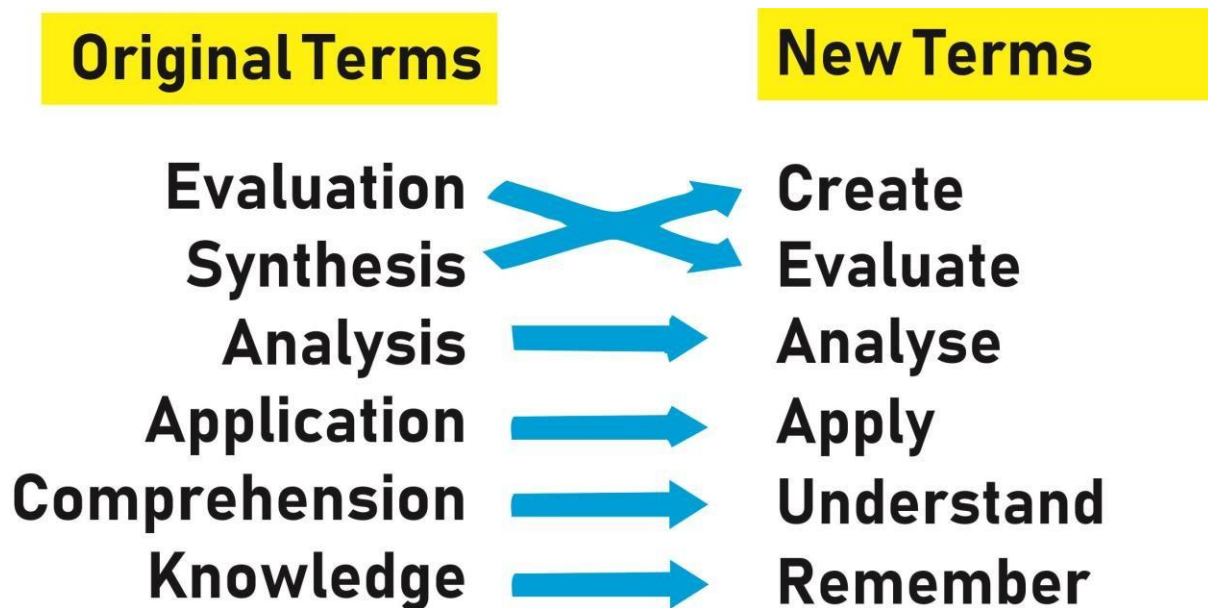 Original Terms
New Terms
Evaluation
Create
Synthesis
Evaluate
Analysis
Analyse
Application
Apply
Comprehension
Understand
Knowledge
Remember